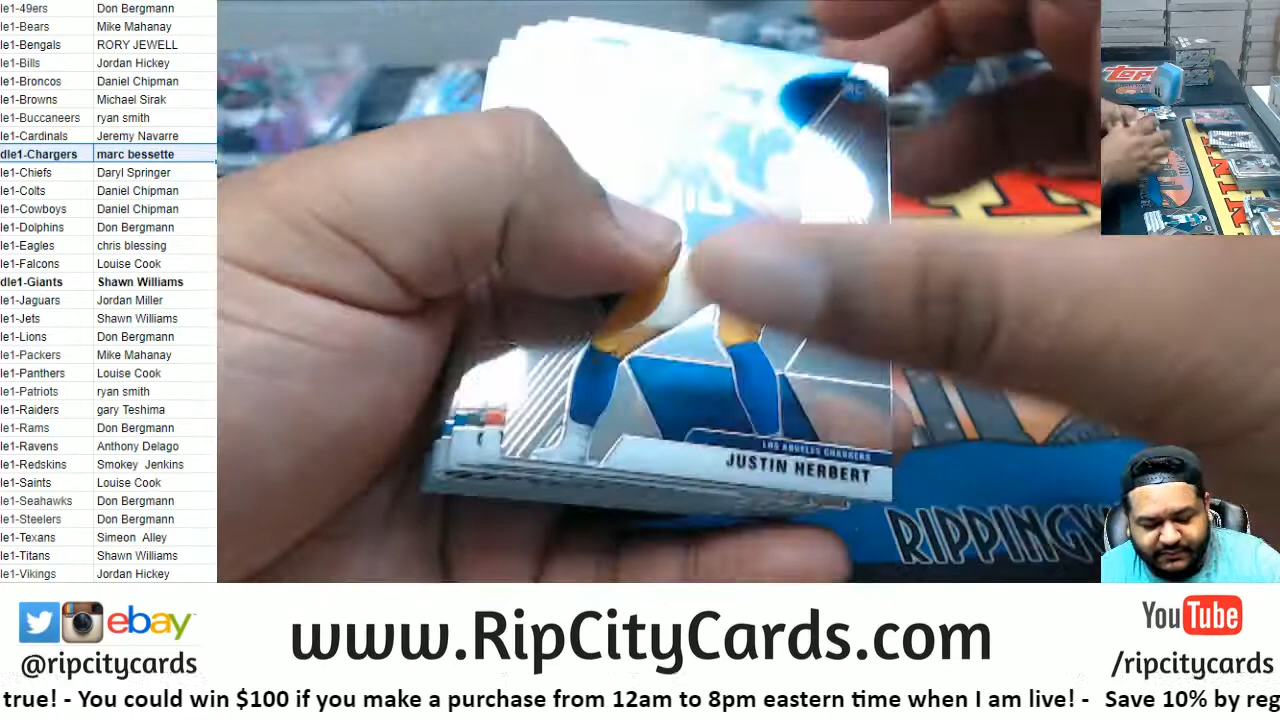 le1-49ers Don Bergmann
le1-Bears Mike Mahanay
le1-Bengals RORY JEWELL
le1-Bills Jordan Hickey
le1-Broncos Daniel Chipman
le1-Browns Michael Sirak
le1-Buccaneers ryan smith
le1-Cardinals Jeremy Navarre
dle1-Chargers marc bessette
le1-Chiefs Daryl Springer
le1-Colts Daniel Chipman
le1-Cowboys Daniel Chipman
le1-Dolphins Don Bergmann
le1-Eagles chris blessing
le1-Falcons Louise Cook
dle1-Giants Shawn Williams
le1-Jaguars Jordan Miller
le1-Jets Shawn Williams
le1-Lions Don Bergmann
le1-Packers Mike Mahanay
le1-Panthers Louise Cook
le1-Patriots ryan smith
le1-Raiders gary Teshima
le1-Rams Don Bergmann
le1-Ravens Anthony Delago
le1-Redskins Smokey Jenkins
le1-Saints Louise Cook
le1-Seahawks Don Bergmann
le1-Steelers Don Bergmann
le1-Texans Simeon Alley
le1-Titans Shawn Williams
le1-Vikings Jordan Hickey
RC
LOS ANGELES CHARGERS
JUSTIN HERBERT
RIPPINGW
Topps
ebay
@ripcitycards
www.RipCityCards.com
YouTube
/ripcitycards
true! - You could win $100 if you make a purchase from 12am to 8pm eastern time when I am live! - Save 10% by reg